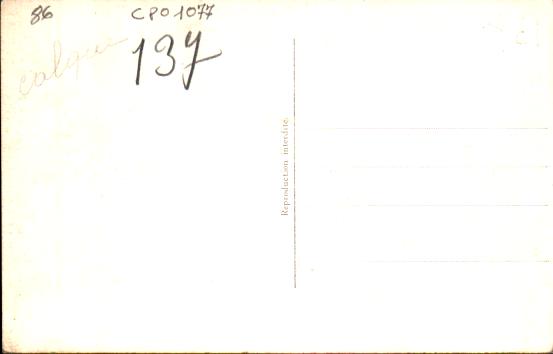 86
CPO1077
137
calque
Reproduction interdite.